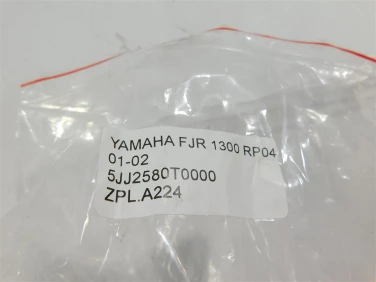 YAMAHA FJR 1300 RP04
01-02
5JJ2580T0000
ZPL.A224